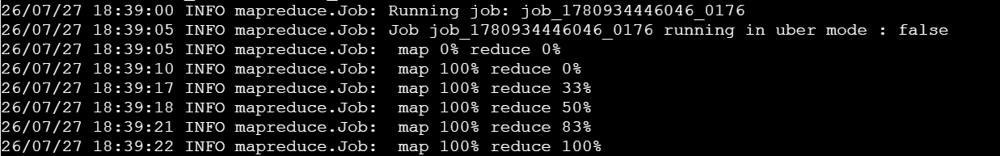 26/07/27 18:39:00 INFO mapreduce.Job: Running job: job_1780934446046_0176
26/07/27 18:39:05 INFO mapreduce.Job: Job job_1780934446046_0176 running in uber mode : false
26/07/27 18:39:05 INFO mapreduce.Job:  map 0% reduce 0%
26/07/27 18:39:10 INFO mapreduce.Job:  map 100% reduce 0%
26/07/27 18:39:17 INFO mapreduce.Job:  map 100% reduce 33%
26/07/27 18:39:18 INFO mapreduce.Job:  map 100% reduce 50%
26/07/27 18:39:21 INFO mapreduce.Job:  map 100% reduce 83%
26/07/27 18:39:22 INFO mapreduce.Job:  map 100% reduce 100%